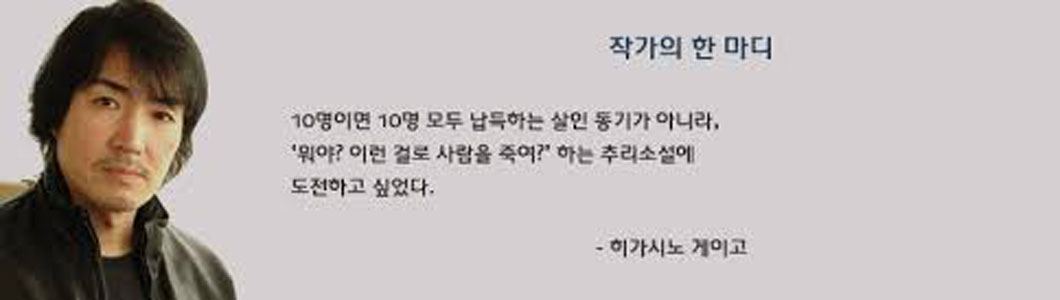 작가의 한 마디
10명이면 10명 모두 납득하는 살인 동기가 아니라,
'뭐야? 이런 걸로 사람을 죽여?' 하는 추리소설에
도전하고 싶었다.
- 히가시노 게이고